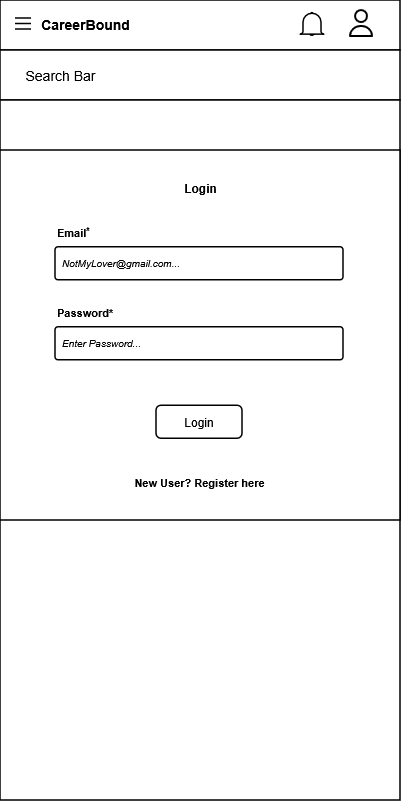 CareerBound
Search Bar
Login
Email*
NotMyLover@gmail.com...
Password*
Enter Password...
Login
New User? Register here